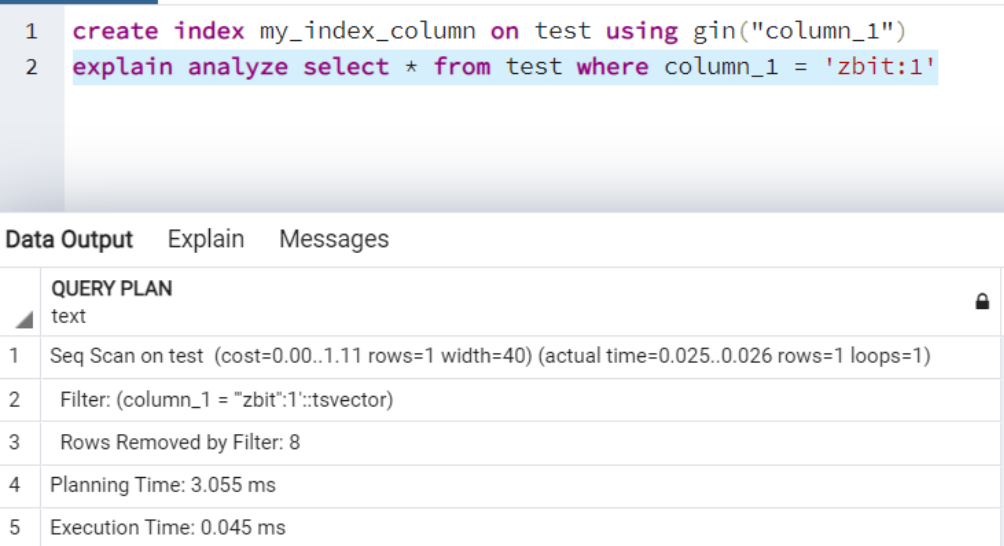 1 create index my_index_column on test using gin("column_1")
2 explain analyze select * from test where column_1 = 'zbit:1'
Data Output Explain Messages
QUERY PLAN
text
1 Seq Scan on test (cost=0.00..1.11 rows=1 width=40) (actual time=0.025..0.026 rows=1 loops=1)
2 Filter: (column_1 = '''zbit'':1'::tsvector)
3 Rows Removed by Filter: 8
4 Planning Time: 3.055 ms
5 Execution Time: 0.045 ms